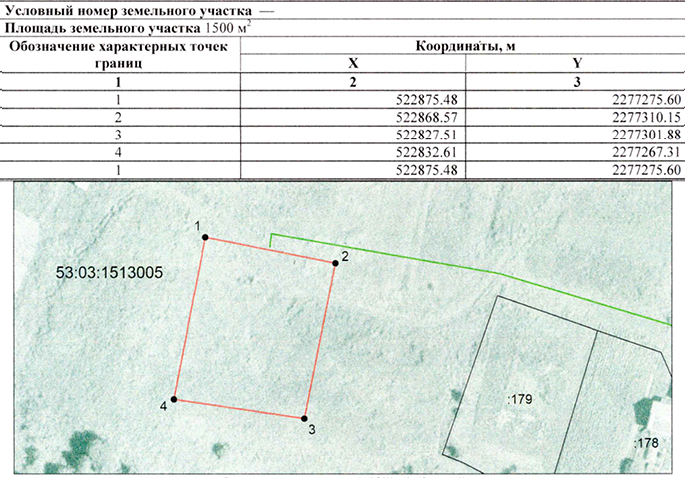 Условный номер земельного участка —
Площадь земельного участка 1500 м²
Обозначение характерных точек границ Координаты, м
X Y
1 2 3
1 522875.48 2277275.60
2 522868.57 2277310.15
3 522827.51 2277301.88
4 522832.61 2277267.31
1 522875.48 2277275.60
1
2
53:03:1513005
:179
4
3
:178